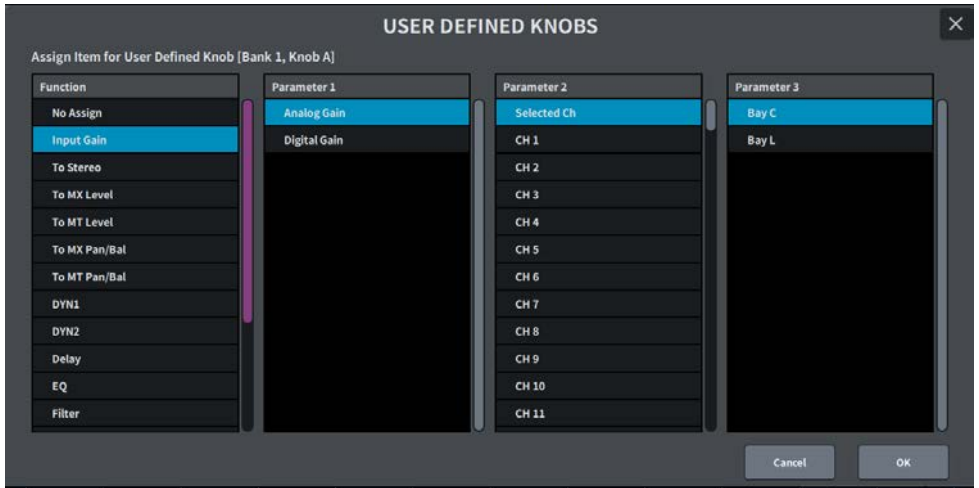 USER DEFINED KNOBS
Assign Item for User Defined Knob [Bank 1, Knob A]
Function Parameter 1 Parameter 2 Parameter 3
No Assign Analog Gain Selected Ch Bay C
Input Gain Digital Gain CH 1 Bay L
To Stereo CH 2
To MX Level CH 3
To MT Level CH 4
To MX Pan/Bal CH 5
To MT Pan/Bal CH 6
DYN1 CH 7
DYN2 CH 8
Delay CH 9
EQ CH 10
Filter CH 11
Cancel OK